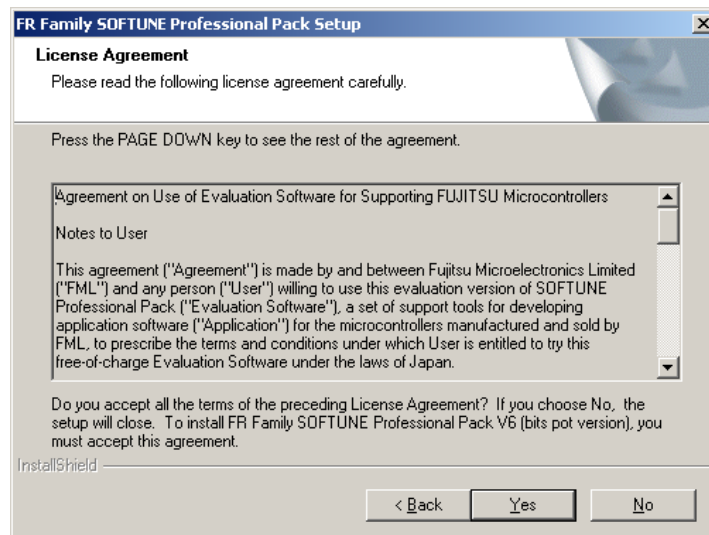 FR Family SOFTUNE Professional Pack Setup
License Agreement
Please read the following license agreement carefully.
Press the PAGE DOWN key to see the rest of the agreement.
Agreement on Use of Evaluation Software for Supporting FUJITSU Microcontrollers
Notes to User
This agreement ("Agreement") is made by and between Fujitsu Microelectronics Limited
("FML") and any person ("User") willing to use this evaluation version of SOFTUNE
Professional Pack ("Evaluation Software"), a set of support tools for developing
application software ("Application") for the microcontrollers manufactured and sold by
FML, to prescribe the terms and conditions under which User is entitled to try this
free-of-charge Evaluation Software under the laws of Japan.
Do you accept all the terms of the preceding License Agreement? If you choose No, the
setup will close. To install FR Family SOFTUNE Professional Pack V6 (bits pot version), you
must accept this agreement.
InstallShield
< Back Yes No